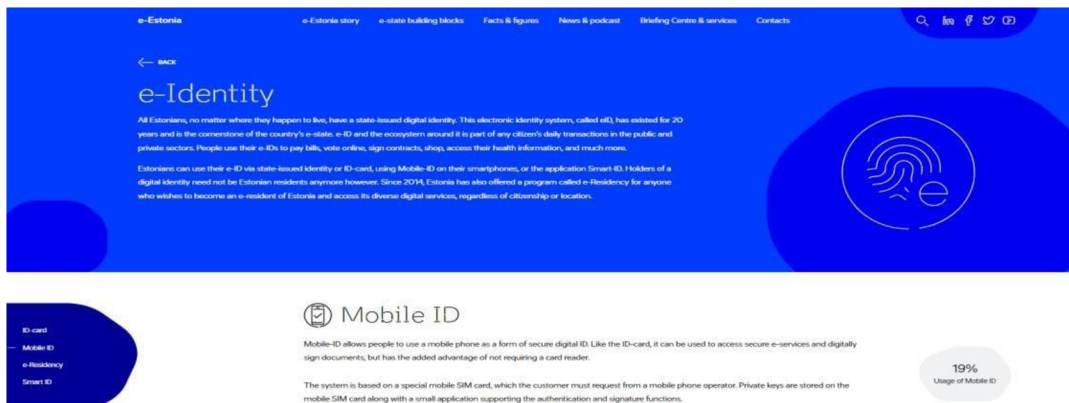 e-Estonia
e-Estonia story e-state building blocks Facts & figures News & podcast Briefing Centre & services Contacts
BACK
e-Identity
All Estonians, no matter where they happen to live, have a state-issued digital identity. This electronic identity system, called eID, has existed for 20
years and is the cornerstone of the country's e-state. e-ID and the ecosystem around it is part of any citizen's daily transactions in the public and
private sectors. People use their e-IDs to pay bills, vote online, sign contracts, shop, access their health information, and much more.
Estonians can use their e-ID via state-issued identity or ID-card, using Mobile-ID on their smartphones, or the application Smart-ID. Holders of a
digital identity need not be Estonian residents anymore however. Since 2014, Estonia has also offered a program called e-Residency for anyone
who wishes to become an e-resident of Estonia and access its diverse digital services, regardless of citizenship or location.
e
ID-card
Mobile ID
e-Residency
Smart ID
Mobile ID
Mobile-ID allows people to use a mobile phone as a form of secure digital ID. Like the ID-card, it can be used to access secure e-services and digitally
sign documents, but has the added advantage of not requiring a card reader.
The system is based on a special mobile SIM card, which the customer must request from a mobile phone operator. Private keys are stored on the
mobile SIM card along with a small application supporting the authentication and signature functions.
19%
Usage of Mobile ID